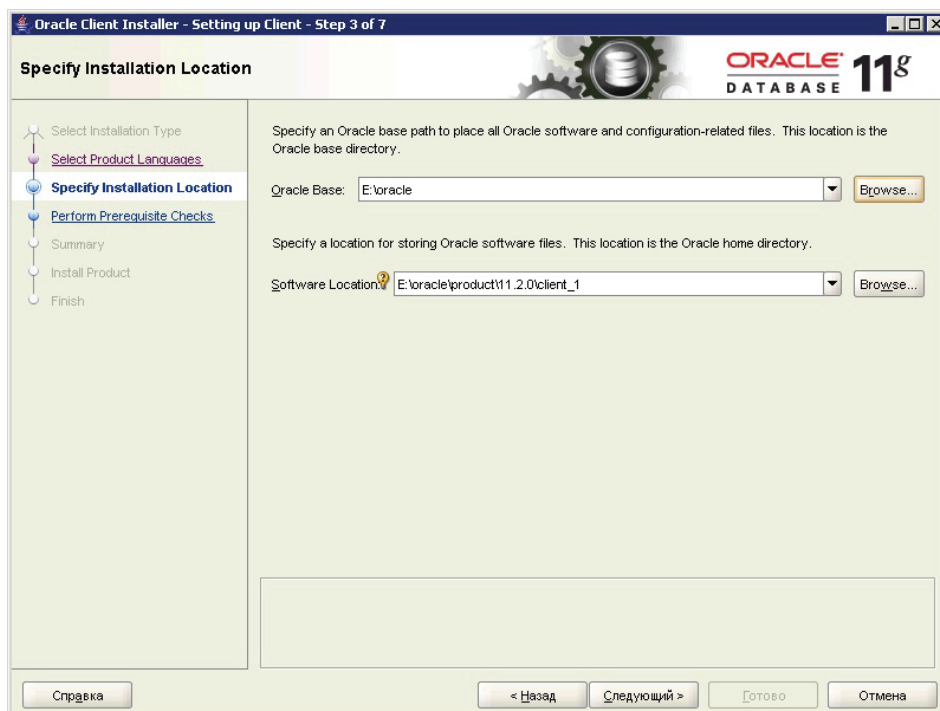 Oracle Client Installer - Setting up Client - Step 3 of 7
Specify Installation Location
ORACLE
DATABASE
11g
Select Installation Type
Select Product Languages
Specify Installation Location
Perform Prerequisite Checks
Summary
Install Product
Finish
Specify an Oracle base path to place all Oracle software and configuration-related files. This location is the
Oracle base directory.
Oracle Base: E:\oracle Browse...
Specify a location for storing Oracle software files. This location is the Oracle home directory.
Software Location: E:\oracle\product\11.2.0\client_1 Browse...
Справка < Назад Следующий > Готово Отмена